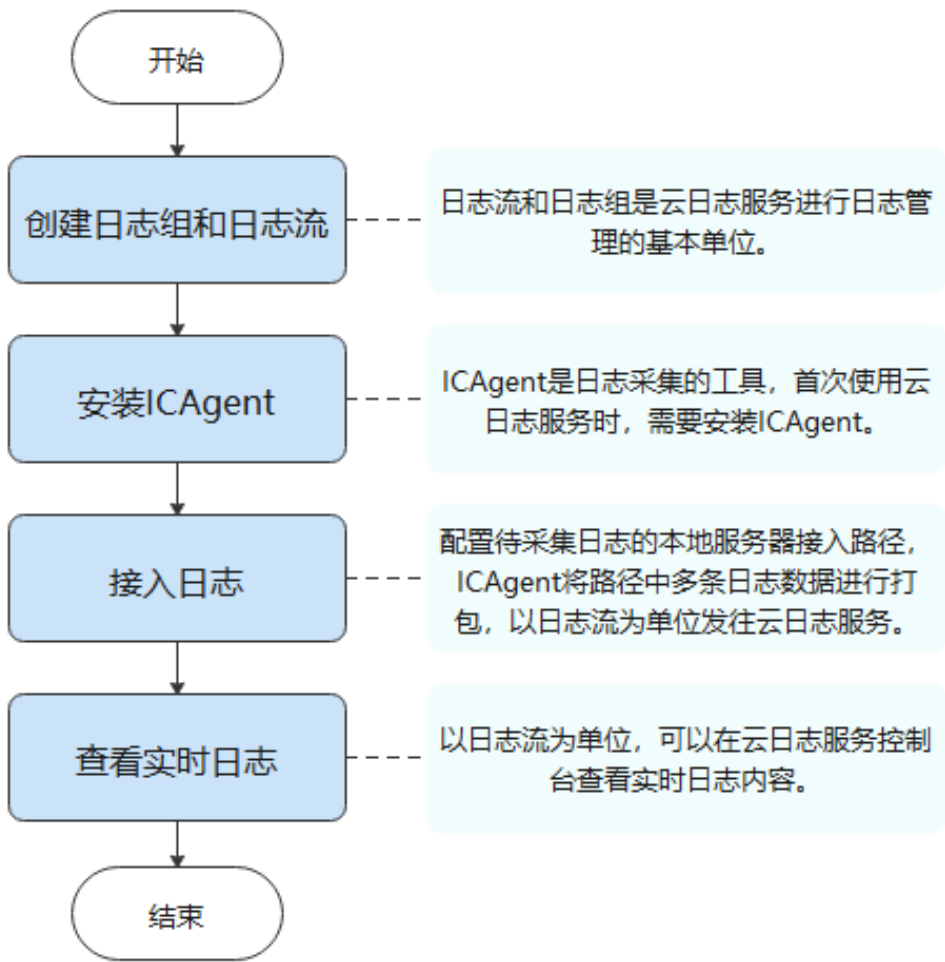 开始
创建日志组和日志流
日志流和日志组是云日志服务进行日志管
理的基本单位。
安装ICAgent
ICAgent是日志采集的工具，首次使用云
日志服务时，需要安装ICAgent。
接入日志
配置待采集日志的本地服务器接入路径，
ICAgent将路径中多条日志数据进行打
包，以日志流为单位发往云日志服务。
查看实时日志
以日志流为单位，可以在云日志服务控制
台查看实时日志内容。
结束